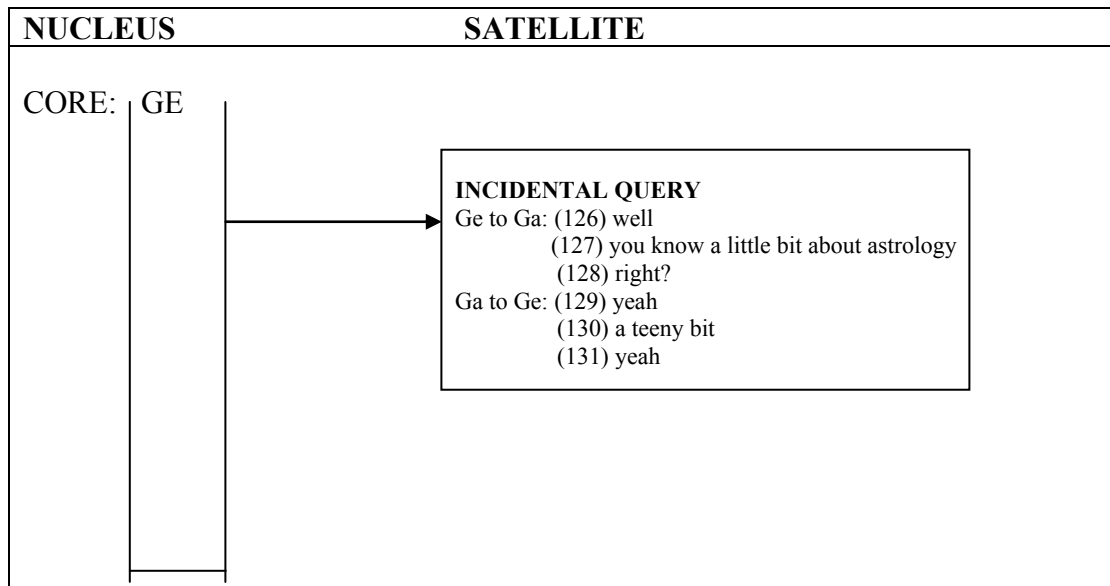 NUCLEUS SATELLITE
CORE: GE
INCIDENTAL QUERY
Ge to Ga: (126) well
(127) you know a little bit about astrology
(128) right?
Ga to Ge: (129) yeah
(130) a teeny bit
(131) yeah